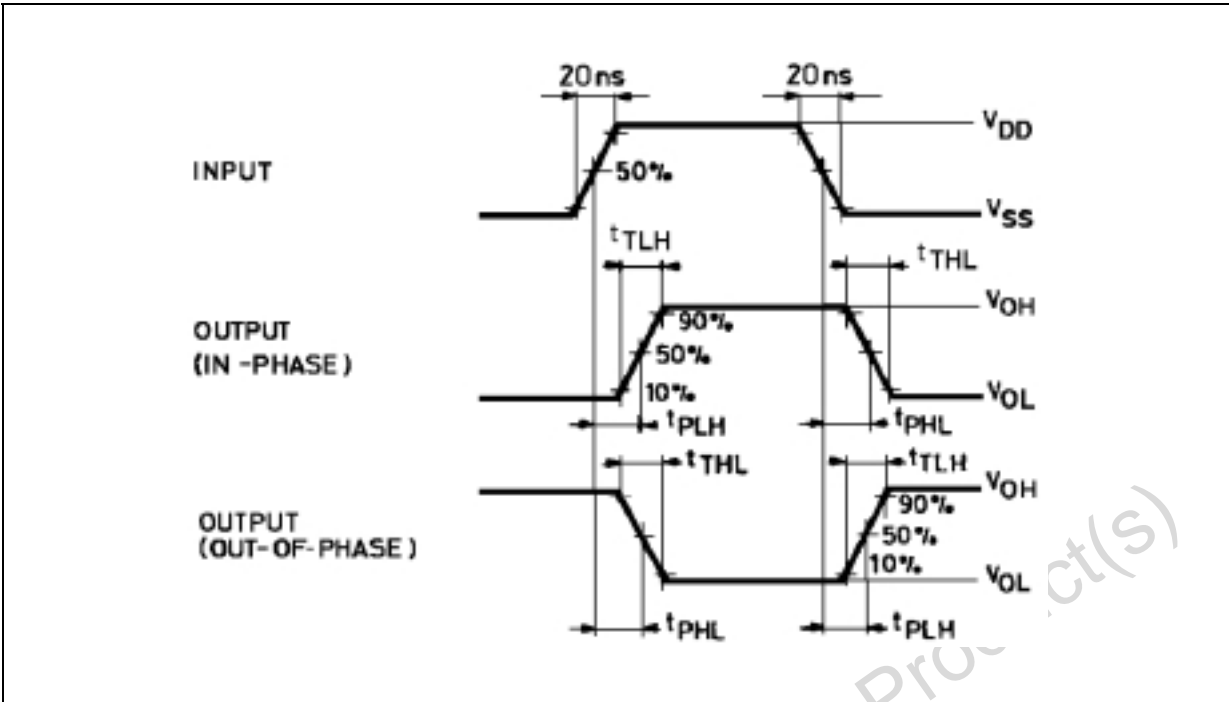 20ns 20ns
VDD
INPUT
50%
VSS
tTLH
tTHL
VOH
90%
OUTPUT
(IN -PHASE)
50%
10%
VOL
tPLH tPHL
tTHL tTLH
VOH
90%
OUTPUT
(OUT-OF-PHASE)
50%
10%
VOL
tPHL tPLH